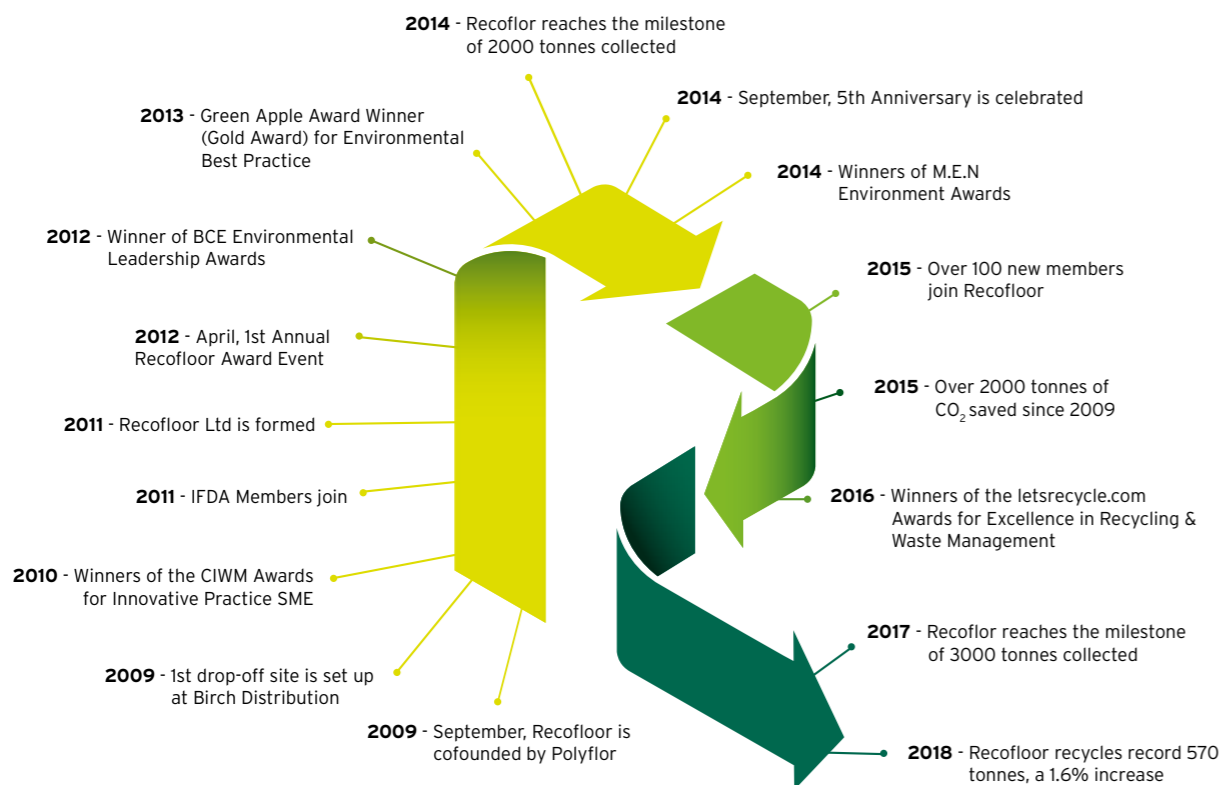 2009 - September, Recofloor is
cofounded by Polyflor
2009 - 1st drop-off site is set up
at Birch Distribution
2010 - Winners of the CIWM Awards
for Innovative Practice SME
2011 - IFDA Members join
2011 - Recofloor Ltd is formed
2012 - April, 1st Annual
Recofloor Award Event
2012 - Winner of BCE Environmental
Leadership Awards
2013 - Green Apple Award Winner
(Gold Award) for Environmental
Best Practice
2014 - Recoflor reaches the milestone
of 2000 tonnes collected
2014 - September, 5th Anniversary is celebrated
2014 - Winners of M.E.N
Environment Awards
2015 - Over 100 new members
join Recofloor
2015 - Over 2000 tonnes of
CO₂ saved since 2009
2016 - Winners of the letsrecycle.com
Awards for Excellence in Recycling &
Waste Management
2017 - Recoflor reaches the milestone
of 3000 tonnes collected
2018 - Recofloor recycles record 570
tonnes, a 1.6% increase